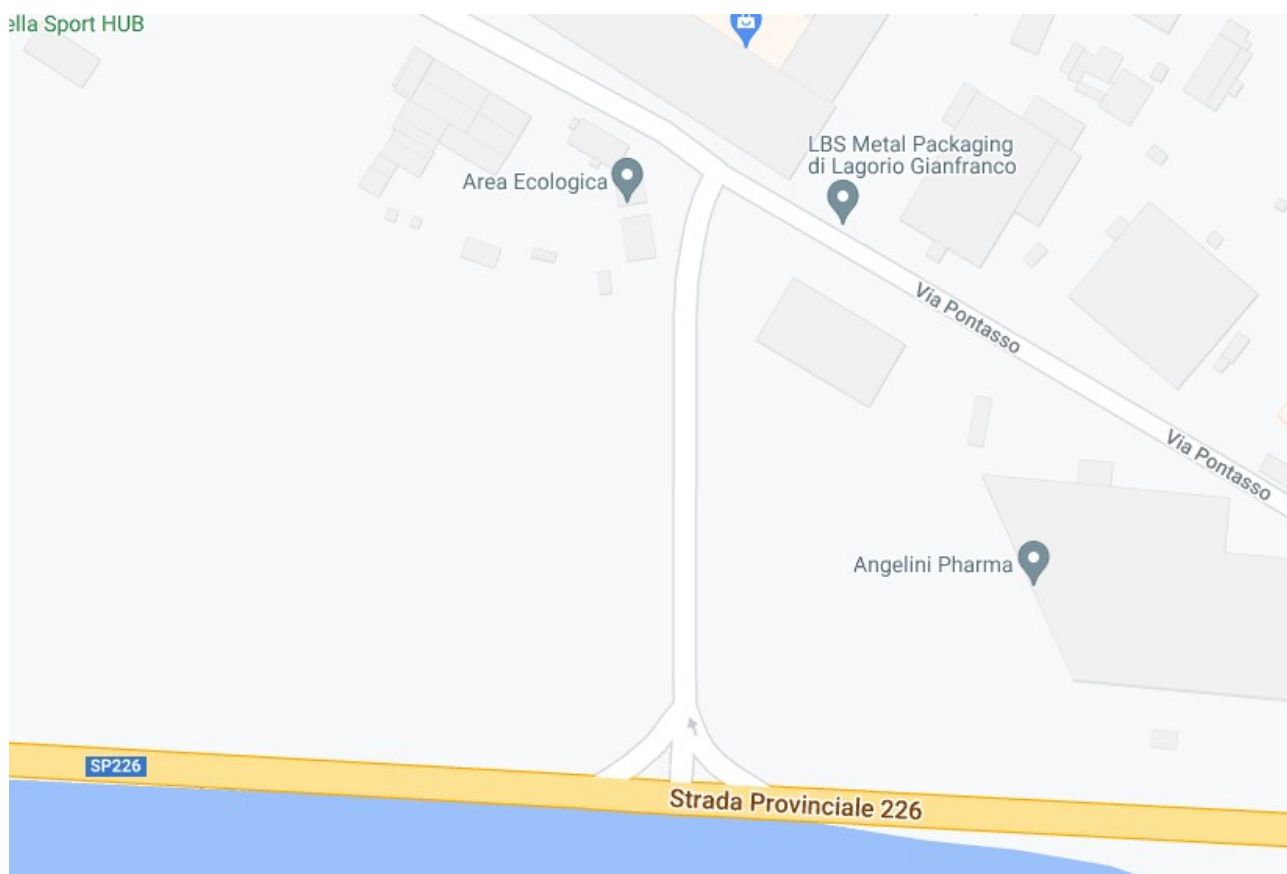 ella Sport HUB
LBS Metal Packaging
di Lagorio Gianfranco
Area Ecologica
Via Pontasso
Via Pontasso
Angelini Pharma
SP226
Strada Provinciale 226